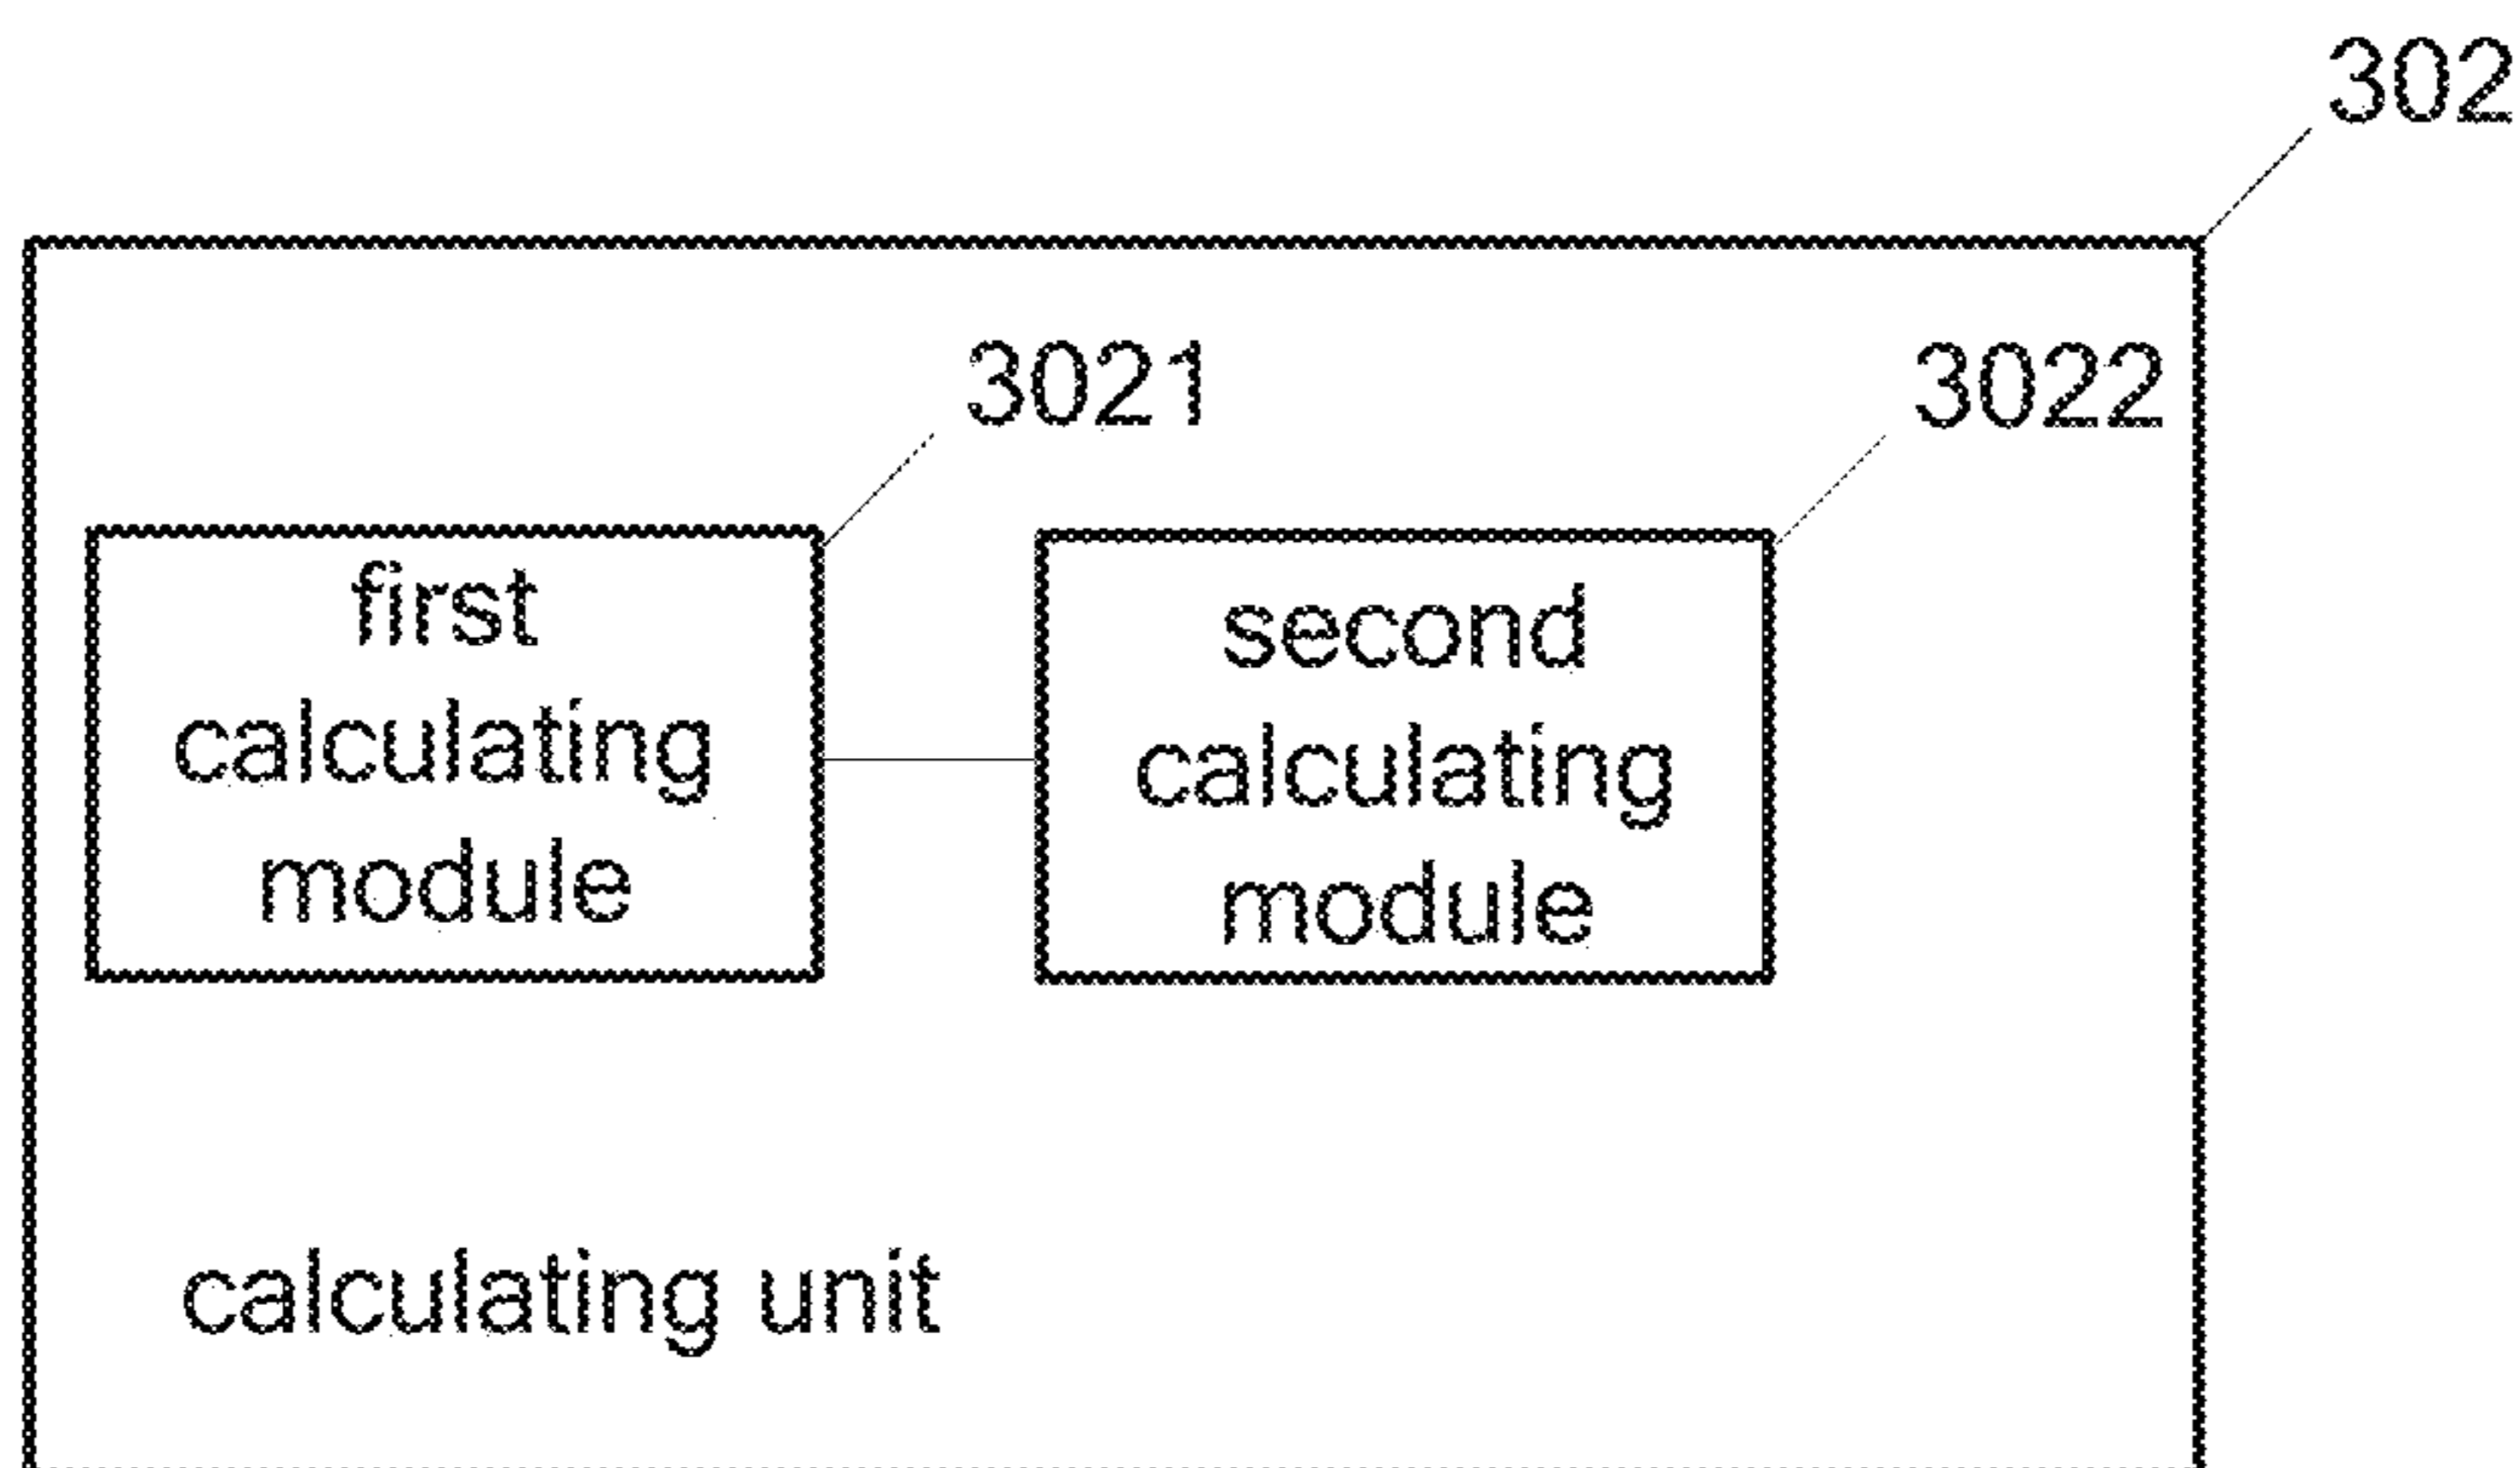 302
3021
3022
first
calculating
module
second
calculating
module
calculating unit